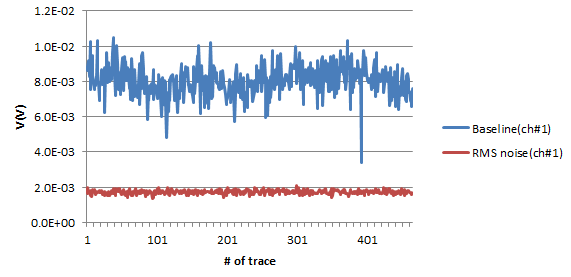 1.2E-02
1.0E-02
8.0E-03
6.0E-03
4.0E-03
2.0E-03
0.0E+00
V(V)
1 101 201 301 401
# of trace
Baseline(ch#1)
RMS noise(ch#1)